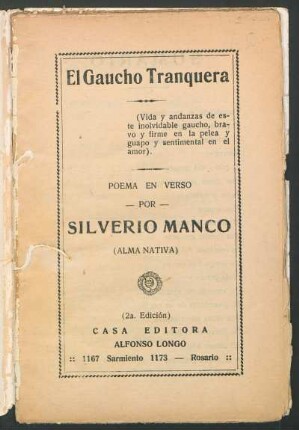 El Gaucho Tranquera
(Vida y andanzas de es-
te inolvidable gaucho, bra-
vo y firme en la pelea y
guapo y sentimental en el
amor).
POEMA EN VERSO
— POR —
SILVERIO MANCO
(ALMA NATIVA)
(2a. Edición)
CASA EDITORA
ALFONSO LONGO
:: 1167 Sarmiento 1173 — Rosario ::